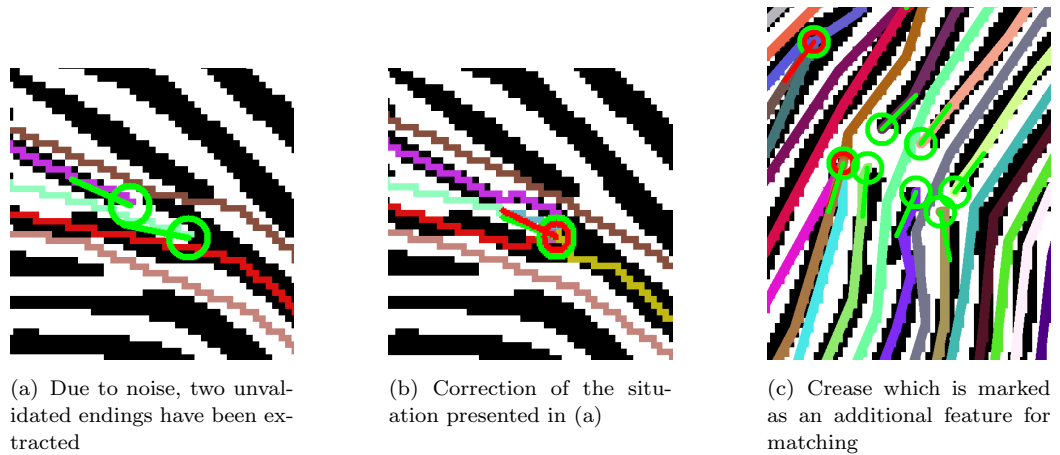 (a) Due to noise, two unval-
idated endings have been ex-
tracted
(b) Correction of the situ-
ation presented in (a)
(c) Crease which is marked
as an additional feature for
matching